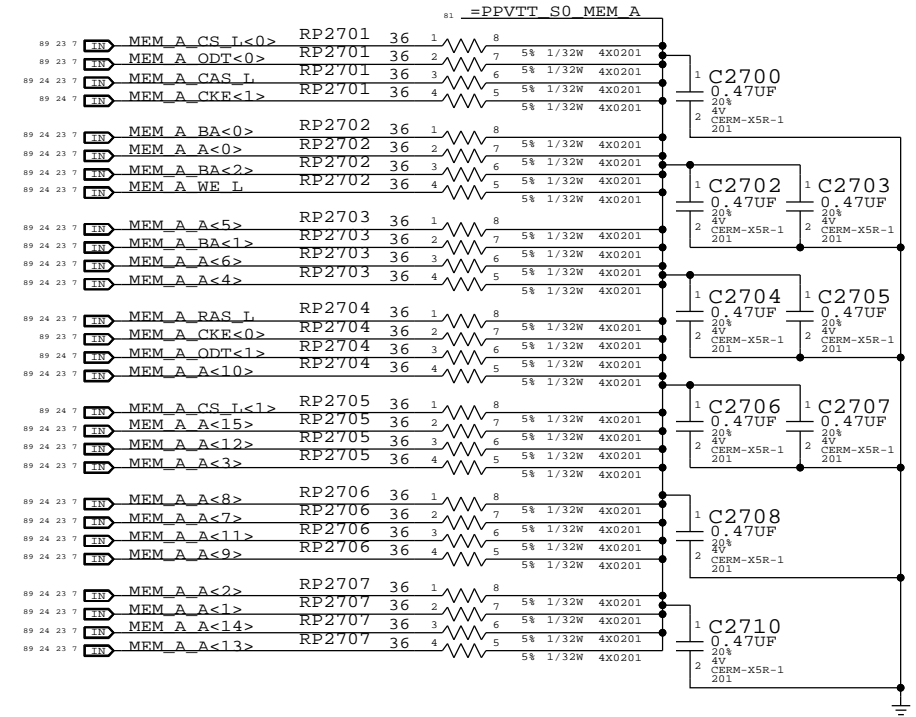 81 =PPVTT_S0_MEM_A
89 23 7 IN MEM_A_CS_L<0> RP2701 36 1 8 5% 1/32W 4X0201
89 23 7 IN MEM_A_ODT<0> RP2701 36 2 7 5% 1/32W 4X0201
89 24 23 7 IN MEM_A_CAS_L RP2701 36 3 6 5% 1/32W 4X0201
89 24 7 IN MEM_A_CKE<1> RP2701 36 4 5 5% 1/32W 4X0201
1 C2700
0.47UF
20%
4V
2 CERM-X5R-1
201
89 24 23 7 IN MEM_A_BA<0> RP2702 36 1 8 5% 1/32W 4X0201
89 24 23 7 IN MEM_A_A<0> RP2702 36 2 7 5% 1/32W 4X0201
89 24 23 7 IN MEM_A_BA<2> RP2702 36 3 6 5% 1/32W 4X0201
89 24 23 7 IN MEM_A_WE_L RP2702 36 4 5 5% 1/32W 4X0201
1 C2702 1 C2703
0.47UF 0.47UF
20% 20%
4V 4V
2 CERM-X5R-1 2 CERM-X5R-1
201 201
89 24 23 7 IN MEM_A_A<5> RP2703 36 1 8 5% 1/32W 4X0201
89 24 23 7 IN MEM_A_BA<1> RP2703 36 2 7 5% 1/32W 4X0201
89 24 23 7 IN MEM_A_A<6> RP2703 36 3 6 5% 1/32W 4X0201
89 24 23 7 IN MEM_A_A<4> RP2703 36 4 5 5% 1/32W 4X0201
1 C2704 1 C2705
0.47UF 0.47UF
20% 20%
4V 4V
2 CERM-X5R-1 2 CERM-X5R-1
201 201
89 24 23 7 IN MEM_A_RAS_L RP2704 36 1 8 5% 1/32W 4X0201
89 23 7 IN MEM_A_CKE<0> RP2704 36 2 7 5% 1/32W 4X0201
89 24 7 IN MEM_A_ODT<1> RP2704 36 3 6 5% 1/32W 4X0201
89 24 23 7 IN MEM_A_A<10> RP2704 36 4 5 5% 1/32W 4X0201
1 C2706 1 C2707
0.47UF 0.47UF
20% 20%
4V 4V
2 CERM-X5R-1 2 CERM-X5R-1
201 201
89 24 7 IN MEM_A_CS_L<1> RP2705 36 1 8 5% 1/32W 4X0201
89 24 23 7 IN MEM_A_A<15> RP2705 36 2 7 5% 1/32W 4X0201
89 24 23 7 IN MEM_A_A<12> RP2705 36 3 6 5% 1/32W 4X0201
89 24 23 7 IN MEM_A_A<3> RP2705 36 4 5 5% 1/32W 4X0201
89 24 23 7 IN MEM_A_A<8> RP2706 36 1 8 5% 1/32W 4X0201
89 24 23 7 IN MEM_A_A<7> RP2706 36 2 7 5% 1/32W 4X0201
89 24 23 7 IN MEM_A_A<11> RP2706 36 3 6 5% 1/32W 4X0201
89 24 23 7 IN MEM_A_A<9> RP2706 36 4 5 5% 1/32W 4X0201
1 C2708
0.47UF
20%
4V
2 CERM-X5R-1
201
89 24 23 7 IN MEM_A_A<2> RP2707 36 1 8 5% 1/32W 4X0201
89 24 23 7 IN MEM_A_A<1> RP2707 36 2 7 5% 1/32W 4X0201
89 24 23 7 IN MEM_A_A<14> RP2707 36 3 6 5% 1/32W 4X0201
89 24 23 7 IN MEM_A_A<13> RP2707 36 4 5 5% 1/32W 4X0201
1 C2710
0.47UF
20%
4V
2 CERM-X5R-1
201